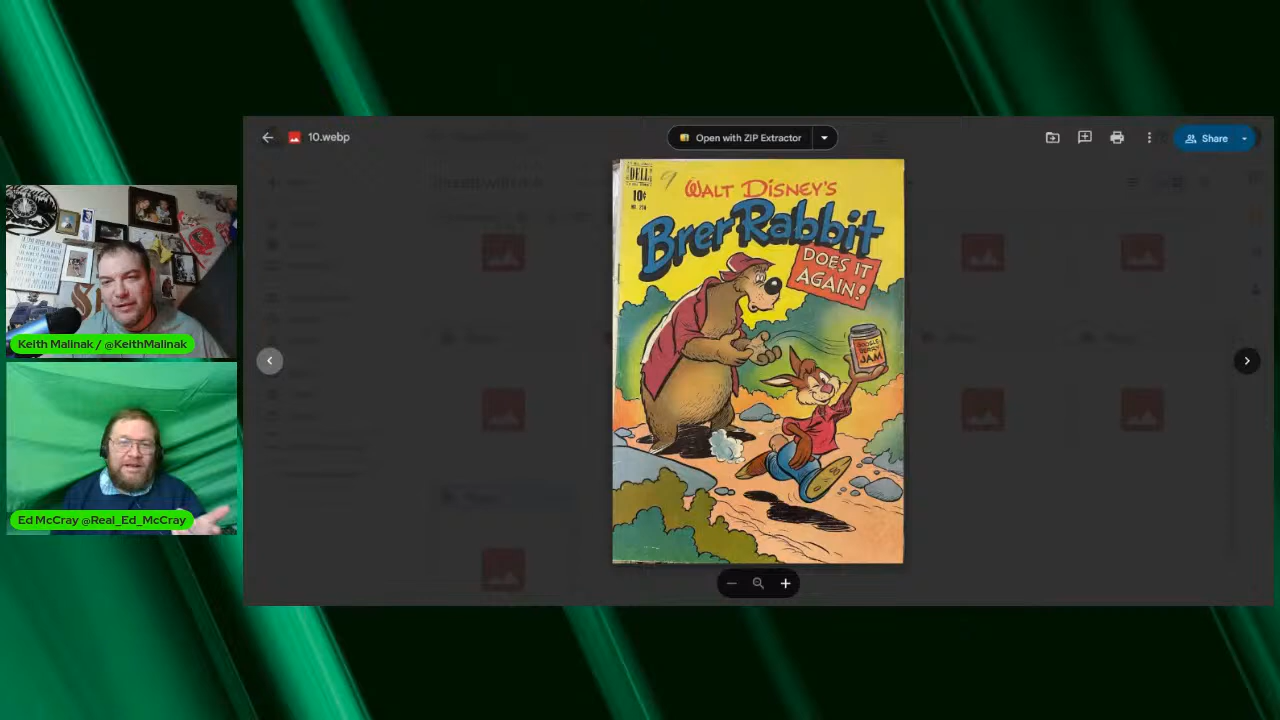 10.webp
Open with ZIP Extractor
Share
DELL
10¢
9
WALT DISNEY'S
Brer Rabbit
DOES IT
AGAIN!
JAM
Keith Malinak / @KeithMalinak
Ed McCray @Real_Ed_McCray